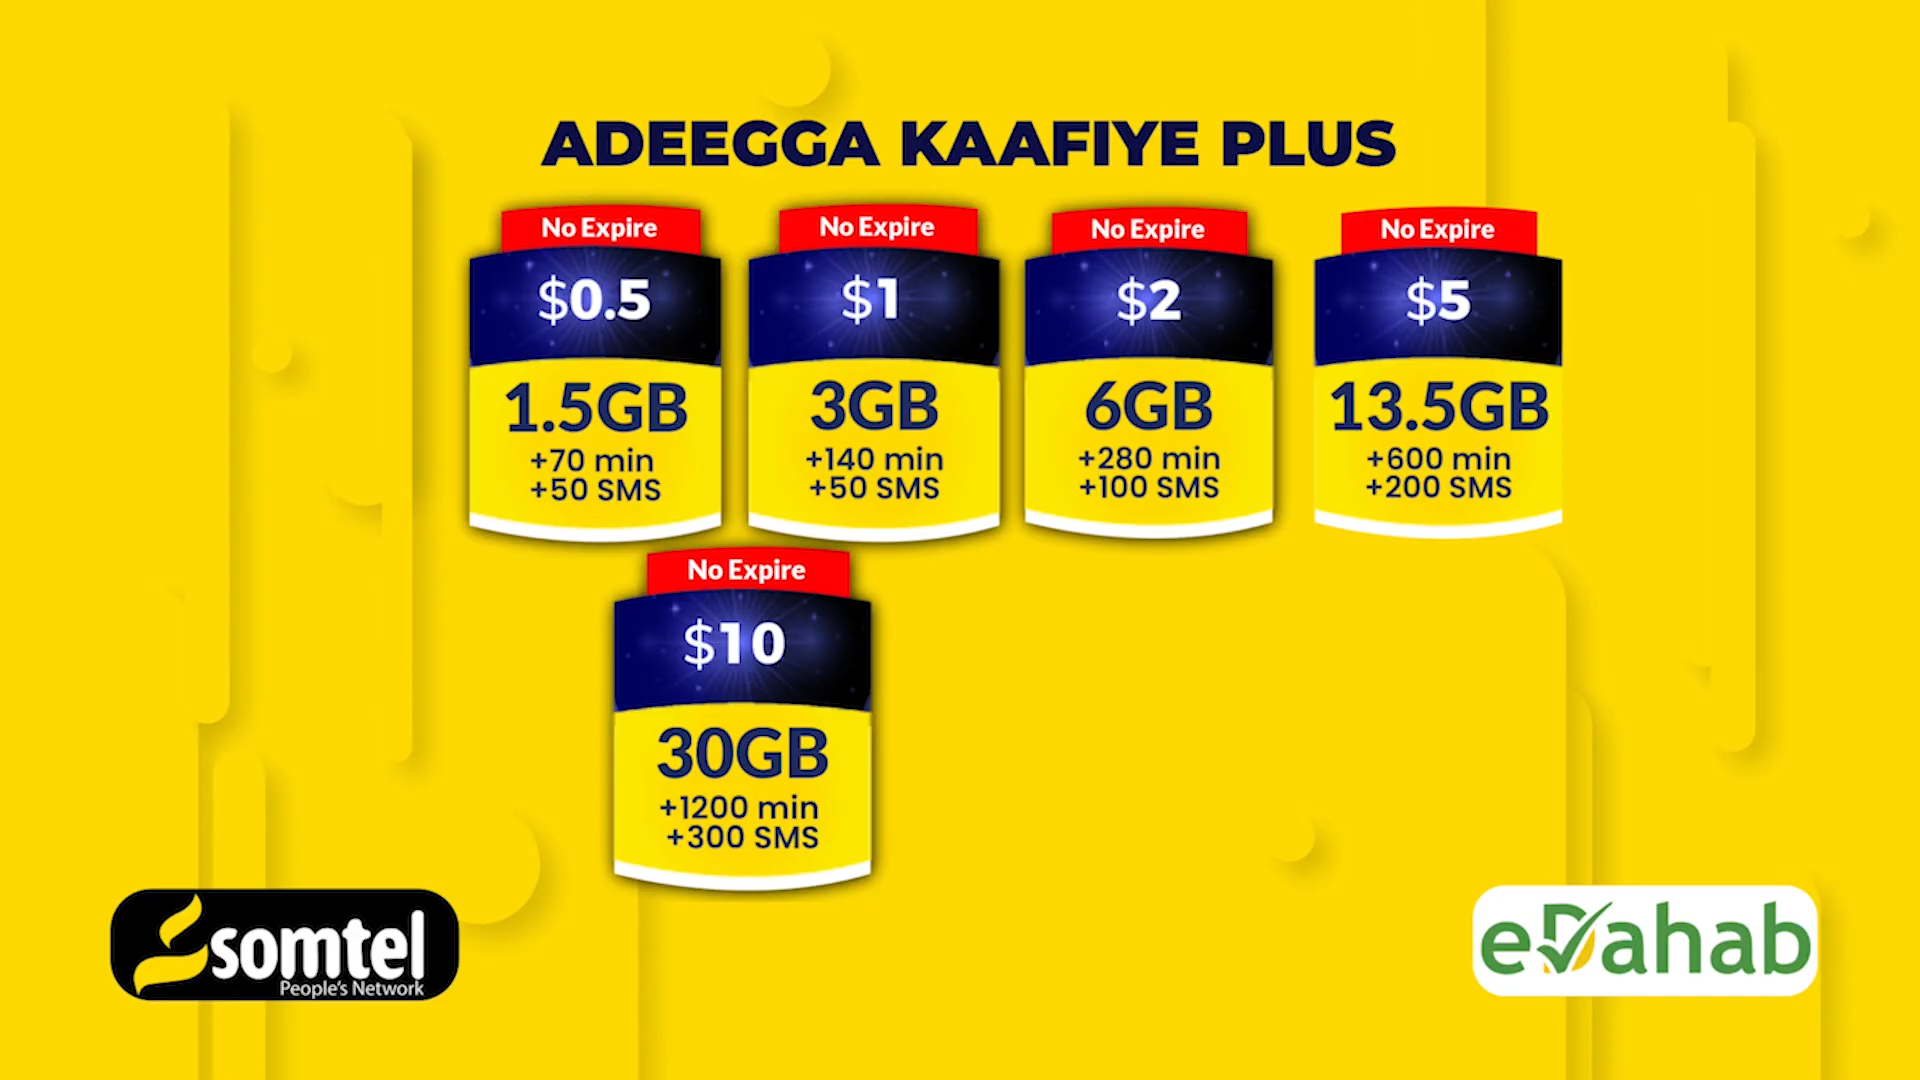 ADEEGGA KAAFIYE PLUS
No Expire
$0.5
1.5GB
+70 min
+50 SMS
No Expire
$1
3GB
+140 min
+50 SMS
No Expire
$2
6GB
+280 min
+100 SMS
No Expire
$5
13.5GB
+600 min
+200 SMS
No Expire
$10
30GB
+1200 min
+300 SMS
somtel
People's Network
eDahab